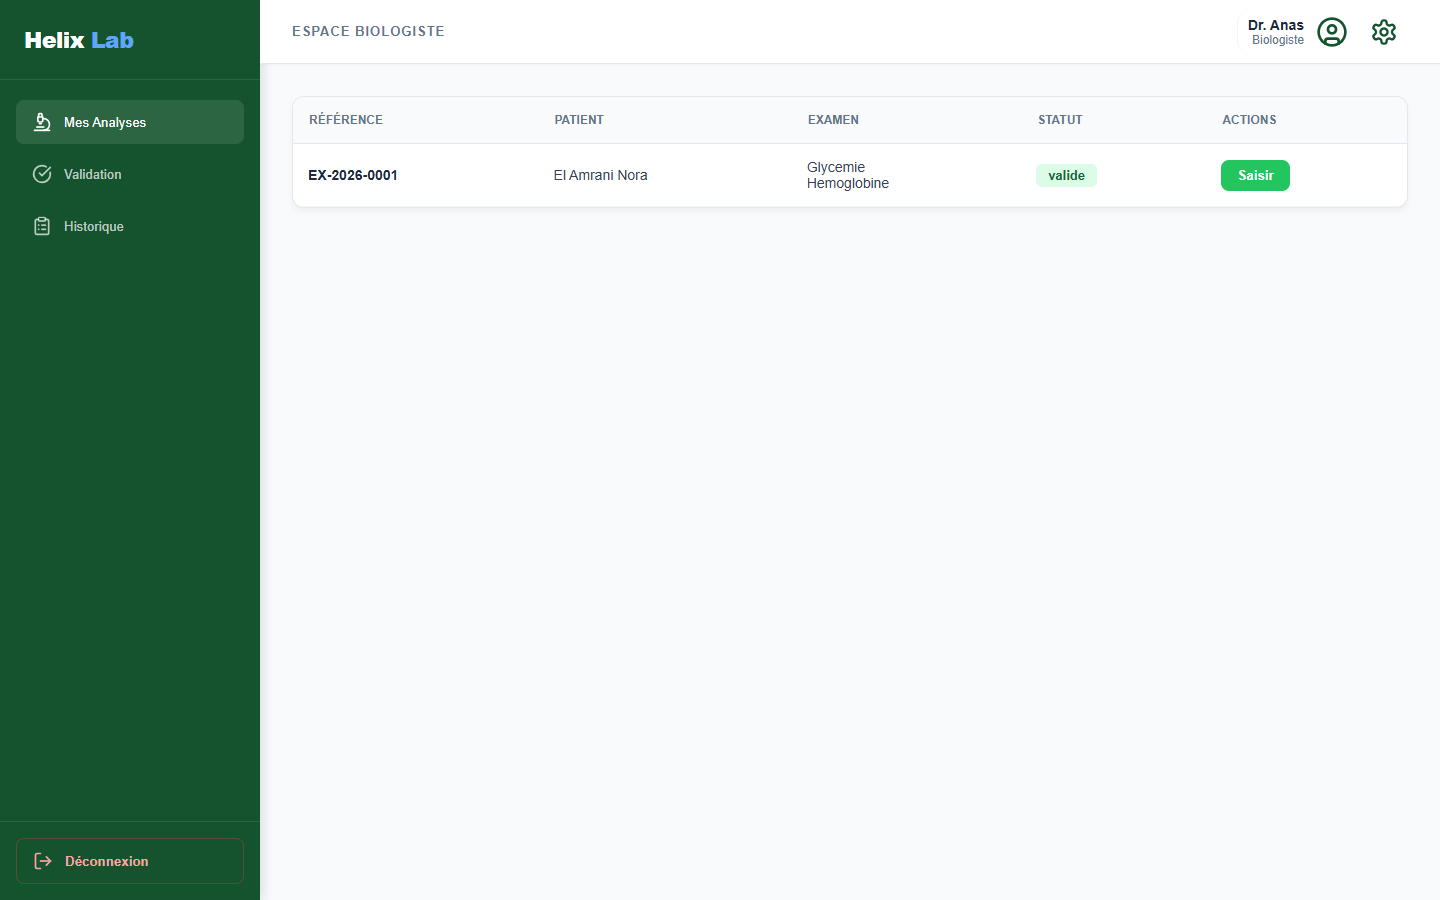 Helix Lab
ESPACE BIOLOGISTE
Dr. Anas
Biologiste
Mes Analyses
Validation
Historique
RÉFÉRENCE PATIENT EXAMEN STATUT ACTIONS
EX-2026-0001 El Amrani Nora Glycemie valide Saisir
Hemoglobine
Déconnexion